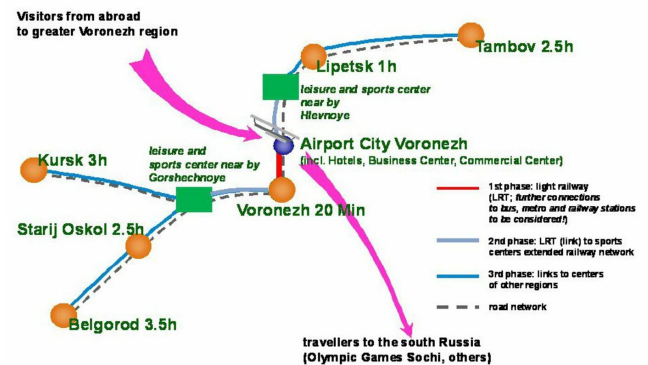 Visitors from abroad
to greater Voronezh region
Tambov 2.5h
Lipetsk 1h
leisure and sports center
near by
Hlevnoye
Airport City Voronezh
(incl. Hotels, Business Center, Commercial Center)
leisure and
sports center near by
Gorshechnoye
Kursk 3h
Voronezh 20 Min
Starij Oskol 2.5h
Belgorod 3.5h
1st phase: light railway
(LRT; further connections
to bus, metro and railway stations
to be considered!)
2nd phase: LRT (link) to sports
centers extended railway network
3rd phase: links to centers
of other regions
road network
travellers to the south Russia
(Olympic Games Sochi, others)